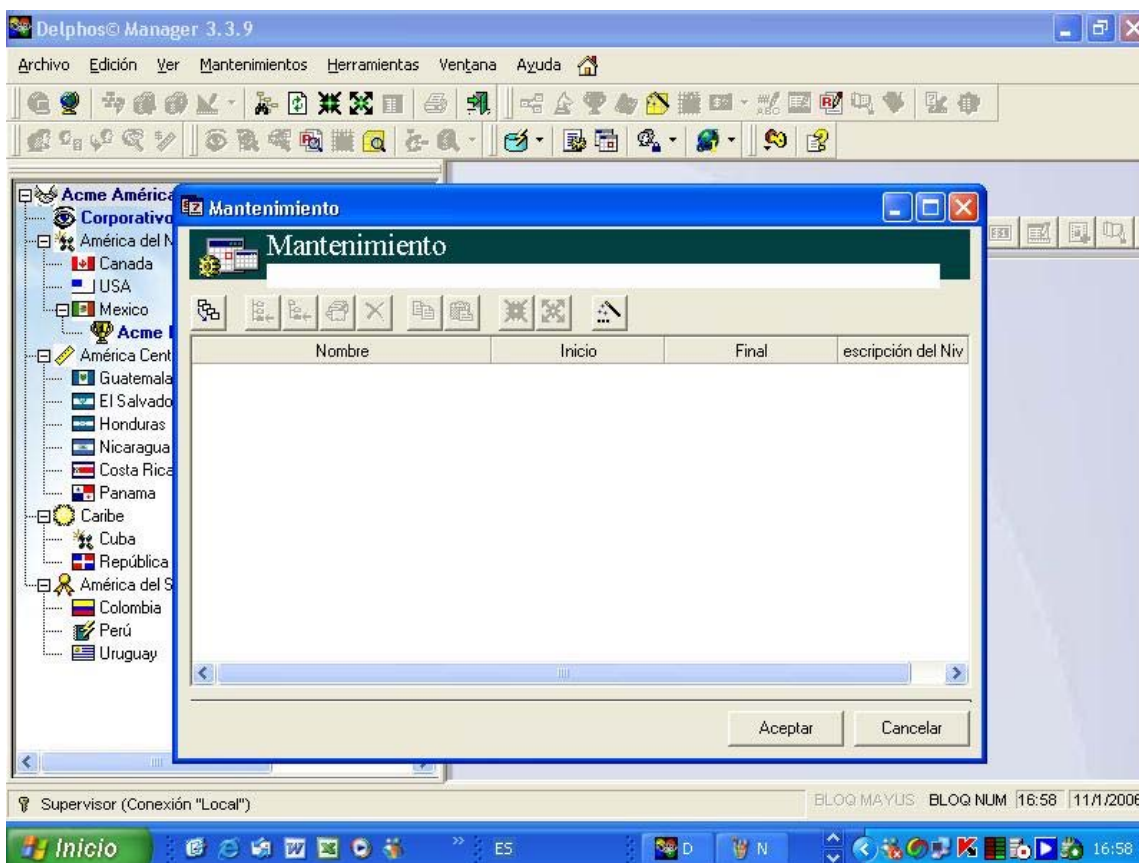 Delphos© Manager 3.3.9
Archivo Edición Ver Mantenimientos Herramientas Ventana Ayuda
Acme América
Corporativo
América del N
Canada
USA
Mexico
Acme
América Cent
Guatemala
El Salvado
Honduras
Nicaragua
Costa Rica
Panama
Caribe
Cuba
República
América del S
Colombia
Perú
Uruguay
Mantenimiento
Mantenimiento
Nombre Inicio Final escripción del Niv
Aceptar Cancelar
Supervisor (Conexión "Local") BLOQ MAYUS BLOQ NUM 16:58 11/1/2006
Inicio ES D N 16:58